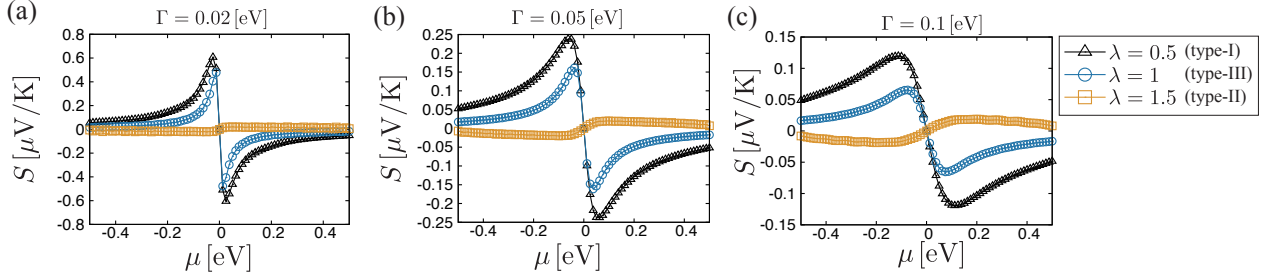 (a)
Γ = 0.02 [eV]
S [μV/K]
0.8
0.6
0.4
0.2
0
-0.2
-0.4
-0.6
-0.8
-0.4 -0.2 0 0.2 0.4
μ [eV]
(b)
Γ = 0.05 [eV]
S [μV/K]
0.25
0.2
0.15
0.1
0.05
0
-0.05
-0.1
-0.15
-0.2
-0.25
-0.4 -0.2 0 0.2 0.4
μ [eV]
(c)
Γ = 0.1 [eV]
S [μV/K]
0.15
0.1
0.05
0
-0.05
-0.1
-0.15
-0.4 -0.2 0 0.2 0.4
μ [eV]
λ = 0.5 (type-I)
λ = 1 (type-III)
λ = 1.5 (type-II)